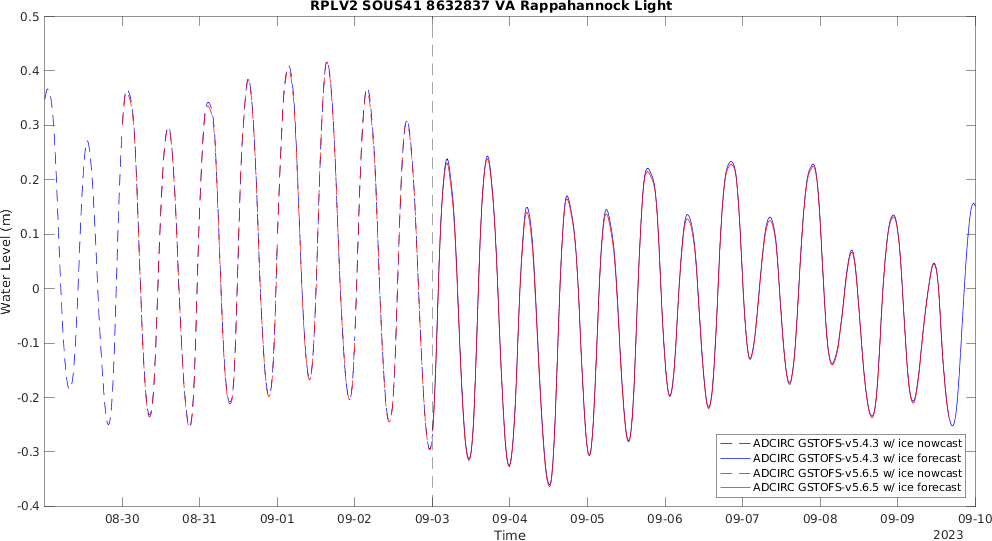 RPLV2 SOUS41 8632837 VA Rappahannock Light
0.5
0.4
0.3
0.2
0.1
0
-0.1
-0.2
-0.3
-0.4
Water Level (m)
ADCIRC GSTOFS-v5.4.3 w/ ice nowcast
ADCIRC GSTOFS-v5.4.3 w/ ice forecast
ADCIRC GSTOFS-v5.6.5 w/ ice nowcast
ADCIRC GSTOFS-v5.6.5 w/ ice forecast
08-30 08-31 09-01 09-02 09-03 09-04 09-05 09-06 09-07 09-08 09-09 09-10
Time
2023